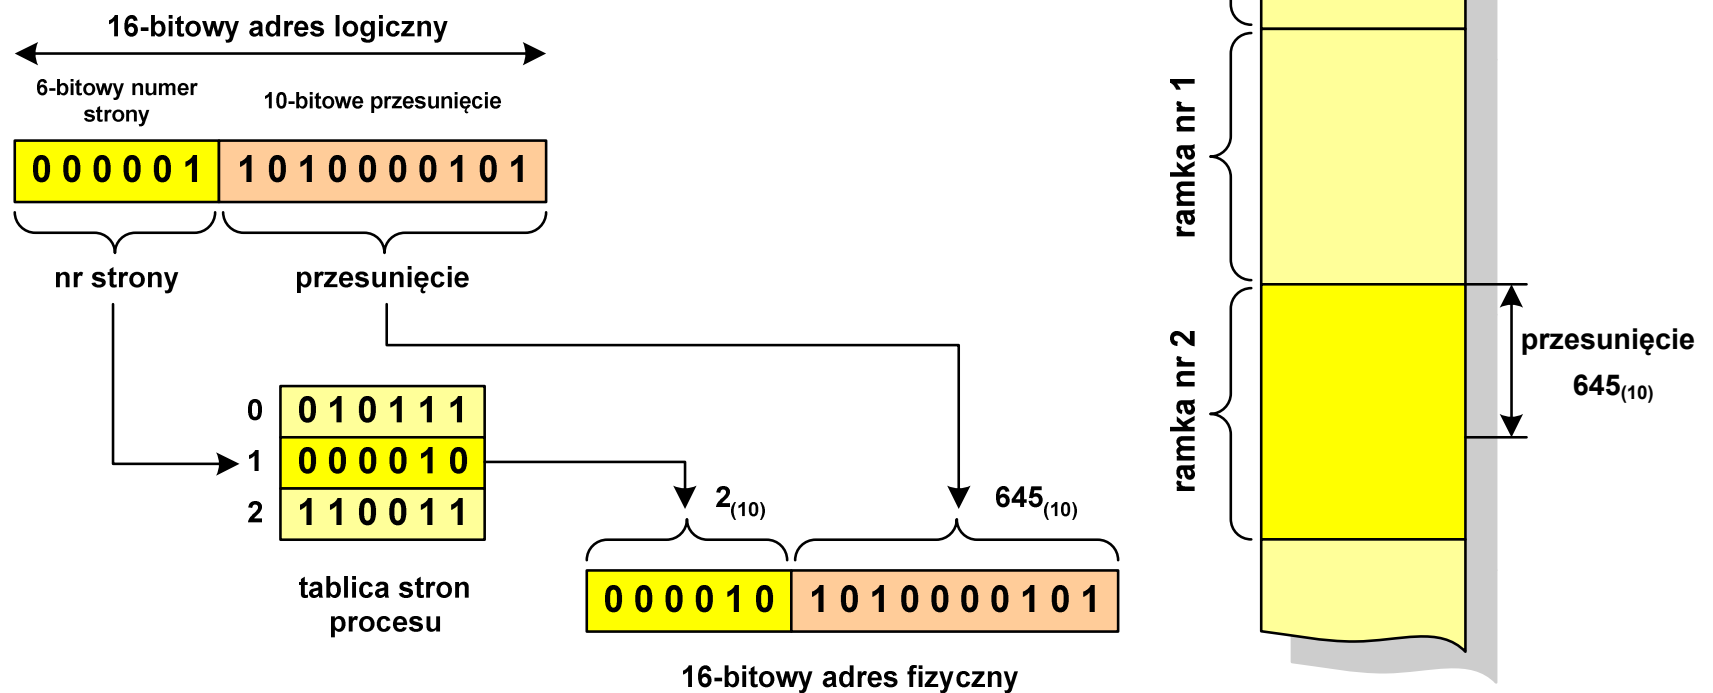 16-bitowy adres logiczny
6-bitowy numer
strony
10-bitowe przesunięcie
0 0 0 0 0 1 1 0 1 0 0 0 0 1 0 1
nr strony
przesunięcie
0 0 1 0 1 1 1
1 0 0 0 0 1 0
2 1 1 0 0 1 1
tablica stron
procesu
2(10)
645(10)
0 0 0 0 1 0 1 0 1 0 0 0 0 1 0 1
16-bitowy adres fizyczny
ramka nr 1
ramka nr 2
przesunięcie
645(10)